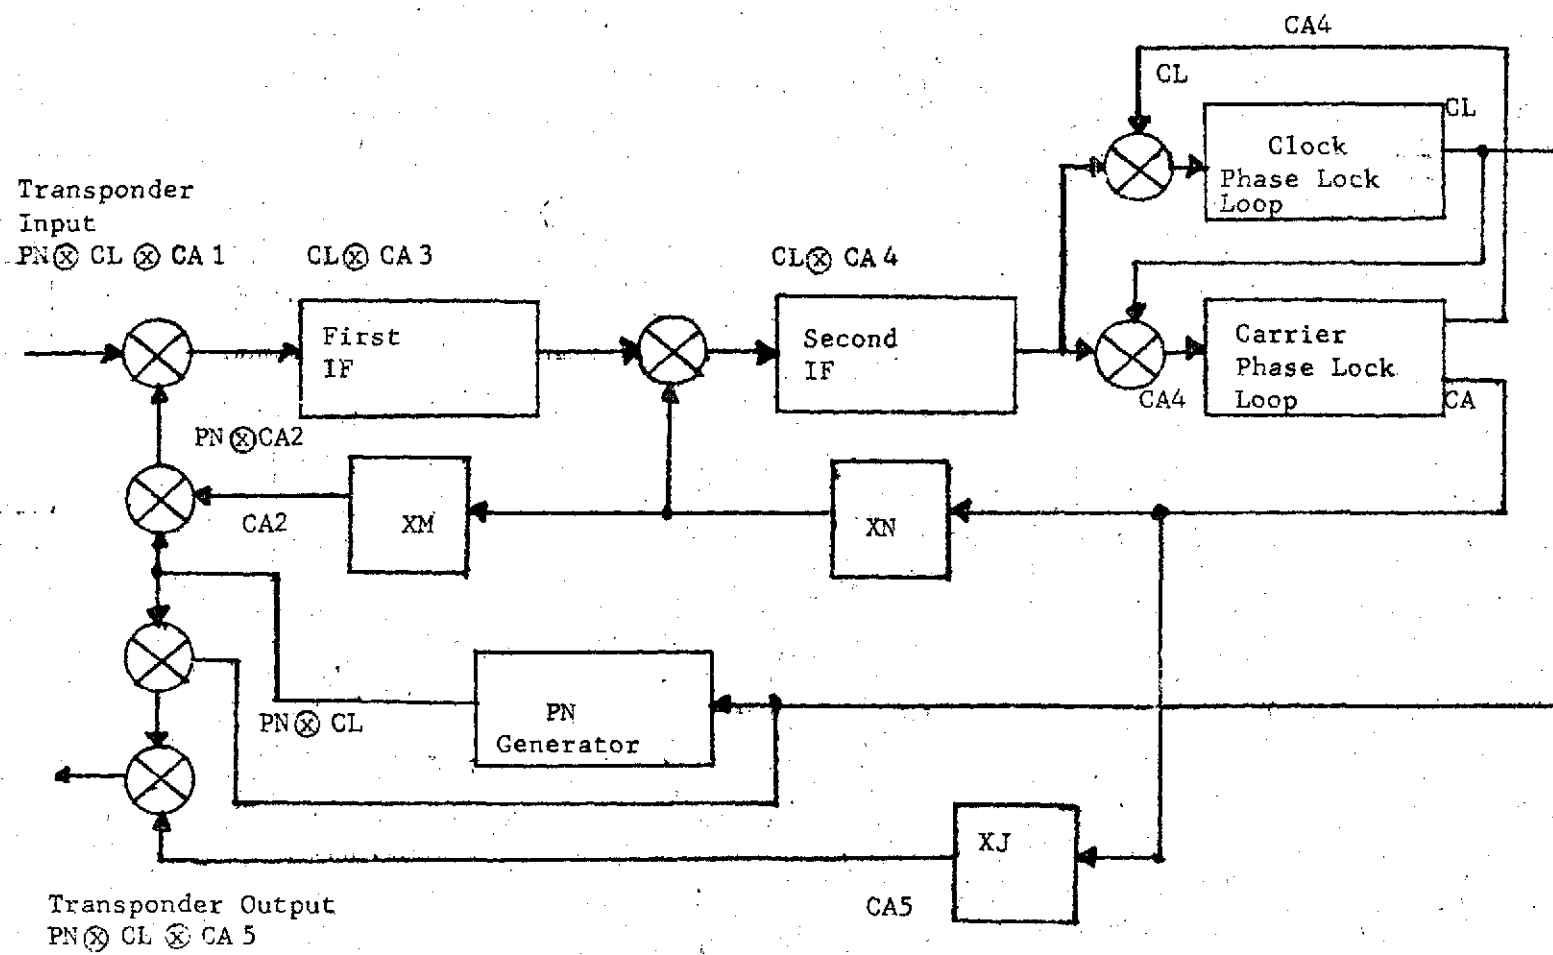 CA4
CL
CL
Clock
Phase Lock
Loop
Transponder
Input
PN⊗ CL ⊗ CA 1
CL⊗ CA 3
CL⊗ CA 4
First
IF
Second
IF
Carrier
Phase Lock
Loop
CA4
CA
PN⊗CA2
CA2
XM
XN
PN⊗ CL
PN
Generator
XJ
CA5
Transponder Output
PN⊗ CL ⊗ CA 5